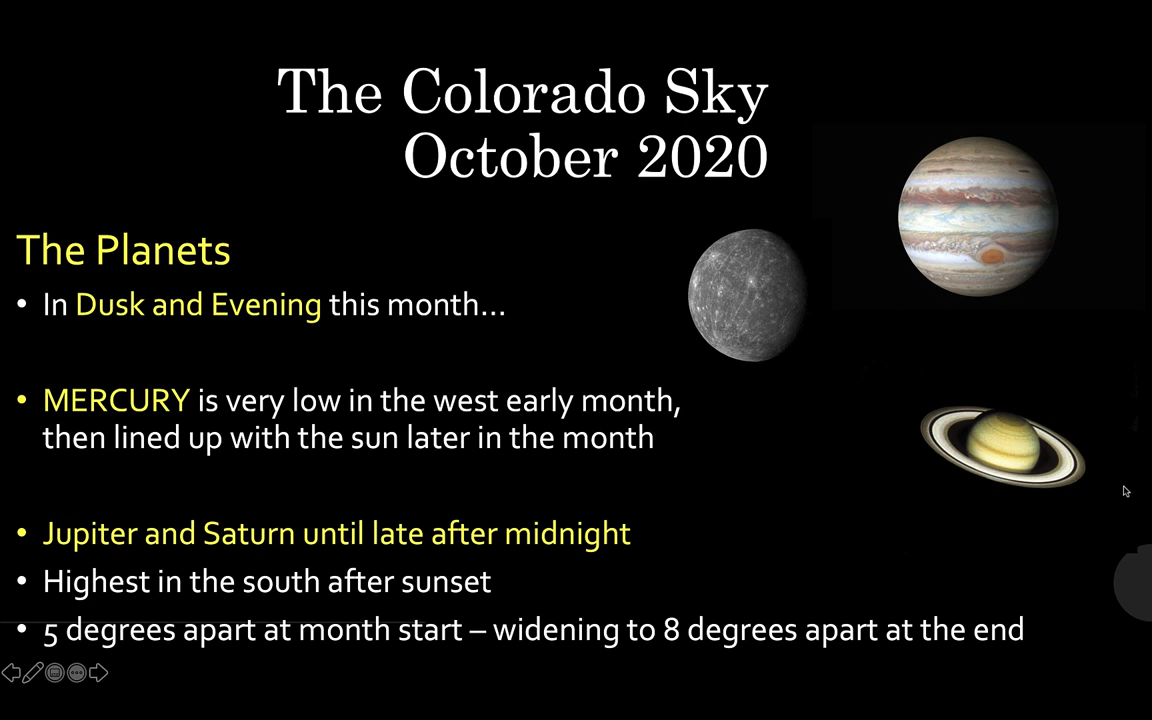 The Colorado Sky
October 2020
The Planets
• In Dusk and Evening this month...
• MERCURY is very low in the west early month,
then lined up with the sun later in the month
• Jupiter and Saturn until late after midnight
• Highest in the south after sunset
• 5 degrees apart at month start – widening to 8 degrees apart at the end